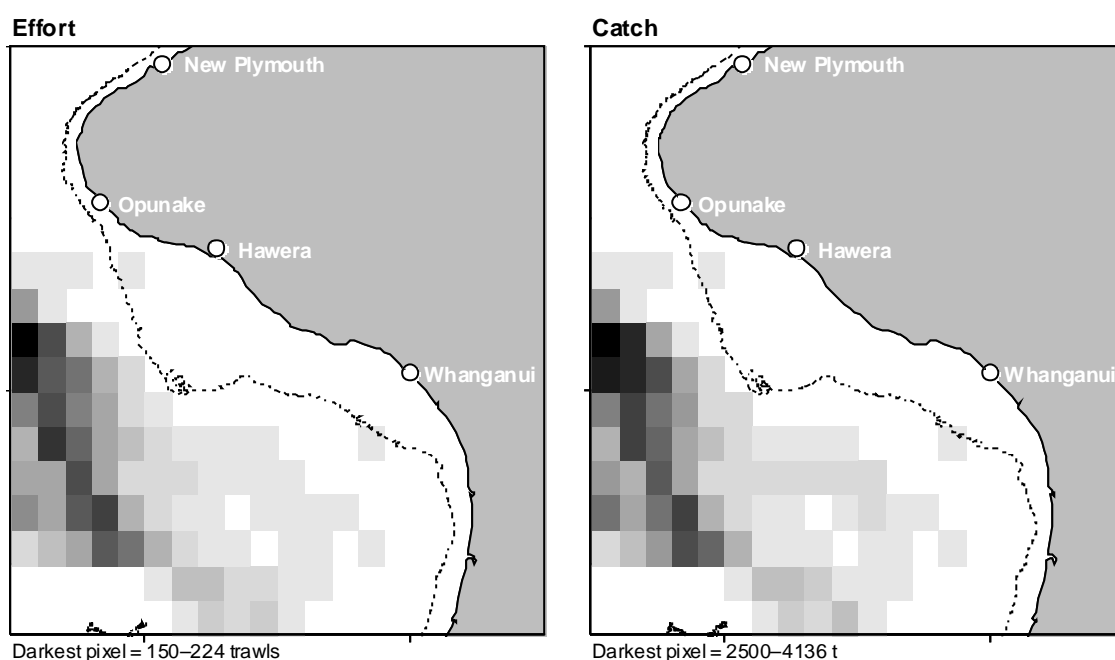 Effort
New Plymouth
Opunake
Hawera
Whanganui
Darkest pixel = 150–224 trawls
Catch
New Plymouth
Opunake
Hawera
Whanganui
Darkest pixel = 2500–4136 t